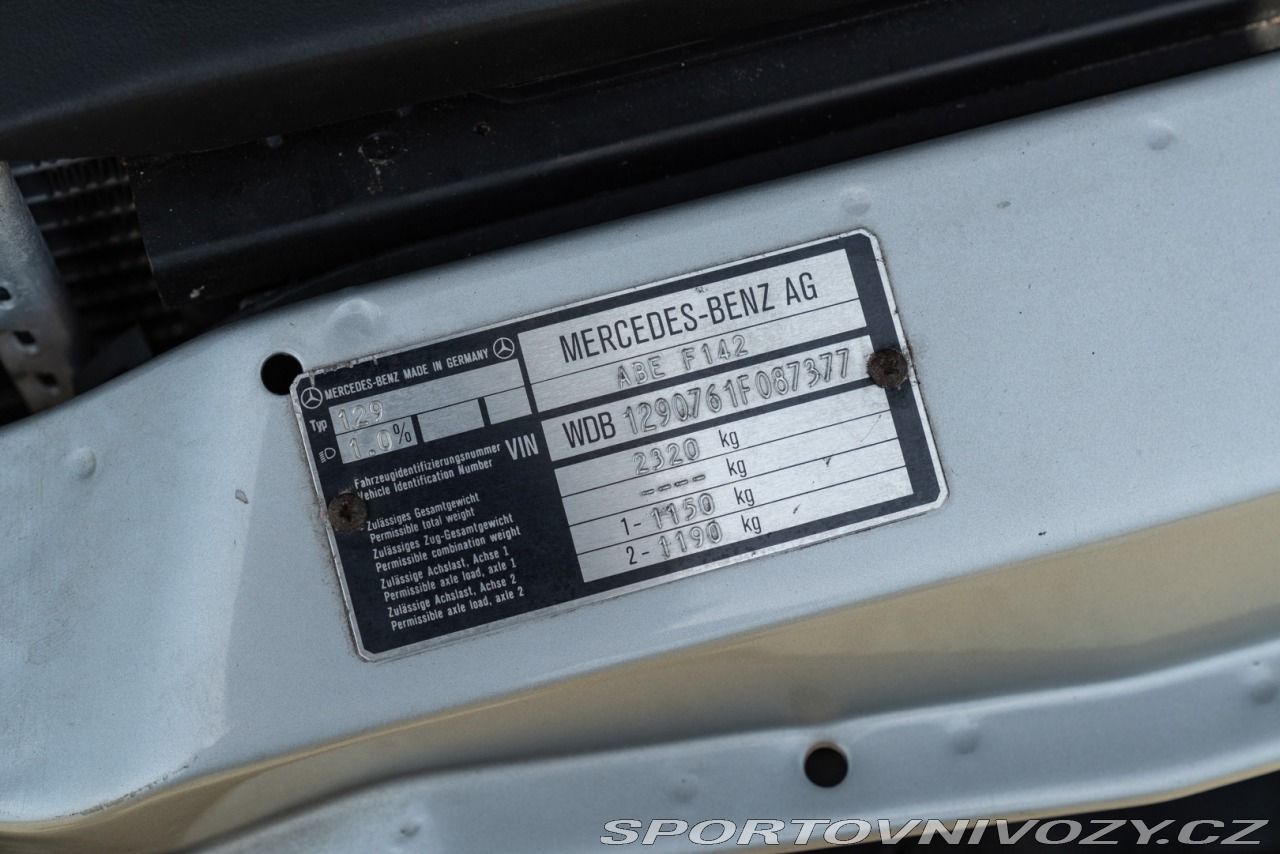 MERCEDES-BENZ MADE IN GERMANY
Typ 129
1.0%
MERCEDES-BENZ AG
ABE F142
Fahrzeugidentifizierungsnummer
Vehicle Identification Number
VIN WDB 1290761F087377
Zulässiges Gesamtgewicht
Permissible total weight
2320 kg
Zulässiges Zug-Gesamtgewicht
Permissible combination weight
---- kg
Zulässige Achslast, Achse 1
Permissible axle load, axle 1
1-1150 kg
Zulässige Achslast, Achse 2
Permissible axle load, axle 2
2-1190 kg
SPORTOVNIVOZY.CZ